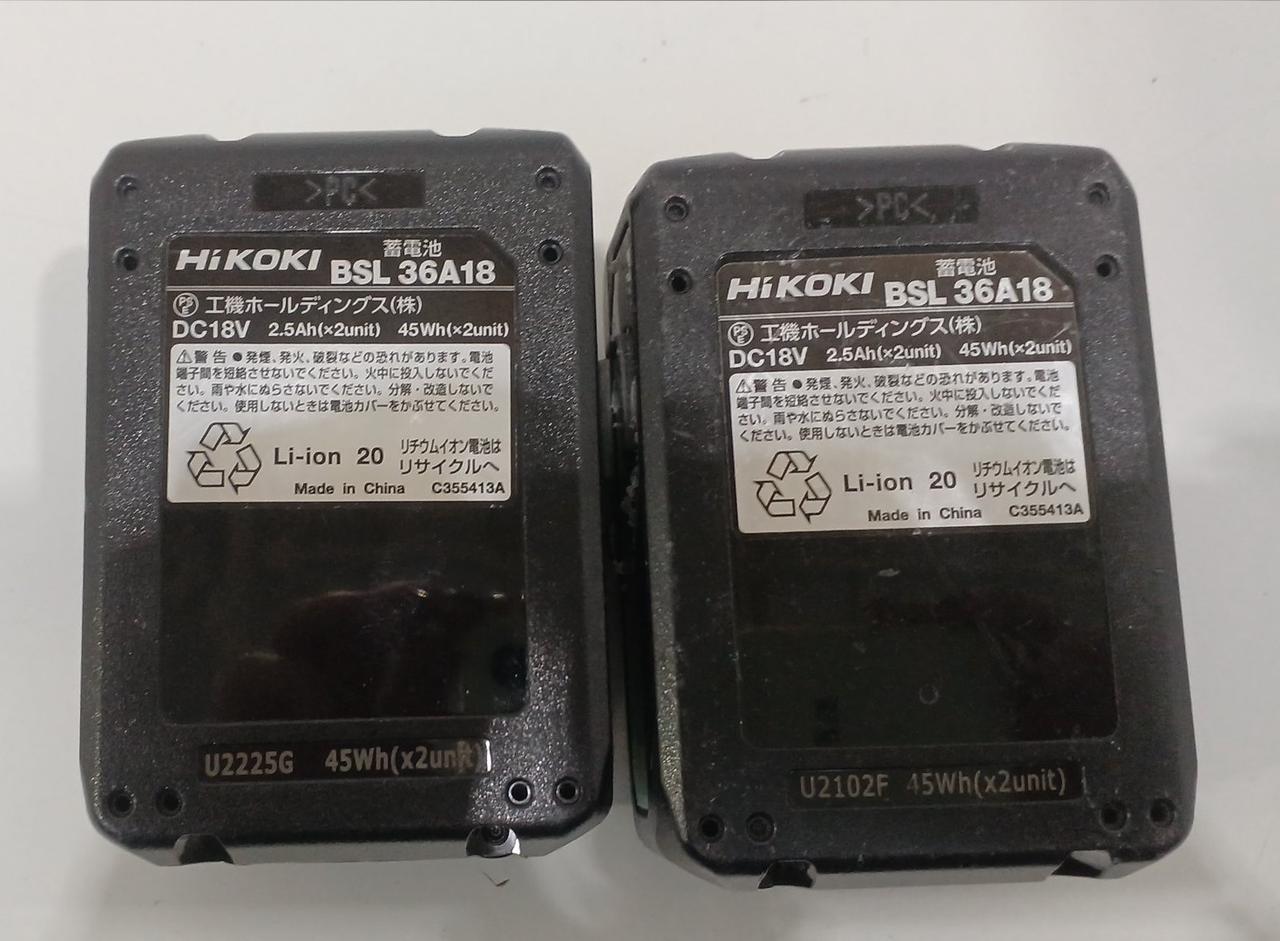 >PC<
HiKOKI 蓄電池
BSL 36A18
PSE 工機ホールディングス(株)
DC18V 2.5Ah(×2unit) 45Wh(×2unit)
⚠警告 ●発煙、発火、破裂などの恐れがあります。電池
端子間を短絡させないでください。火中に投入しないでくだ
さい。雨や水にぬらさないでください。分解・改造しないで
ください。使用しないときは電池カバーをかぶせてください。
Li-ion 20 リチウムイオン電池は
リサイクルへ
Made in China C355413A
U2225G 45Wh(x2unit)
>PC<
HiKOKI 蓄電池
BSL 36A18
PSE 工機ホールディングス(株)
DC18V 2.5Ah(×2unit) 45Wh(×2unit)
⚠警告 ●発煙、発火、破裂などの恐れがあります。電池
端子間を短絡させないでください。火中に投入しないでくだ
さい。雨や水にぬらさないでください。分解・改造しないで
ください。使用しないときは電池カバーをかぶせてください。
Li-ion 20 リチウムイオン電池は
リサイクルへ
Made in China C355413A
U2102F 45Wh(x2unit)